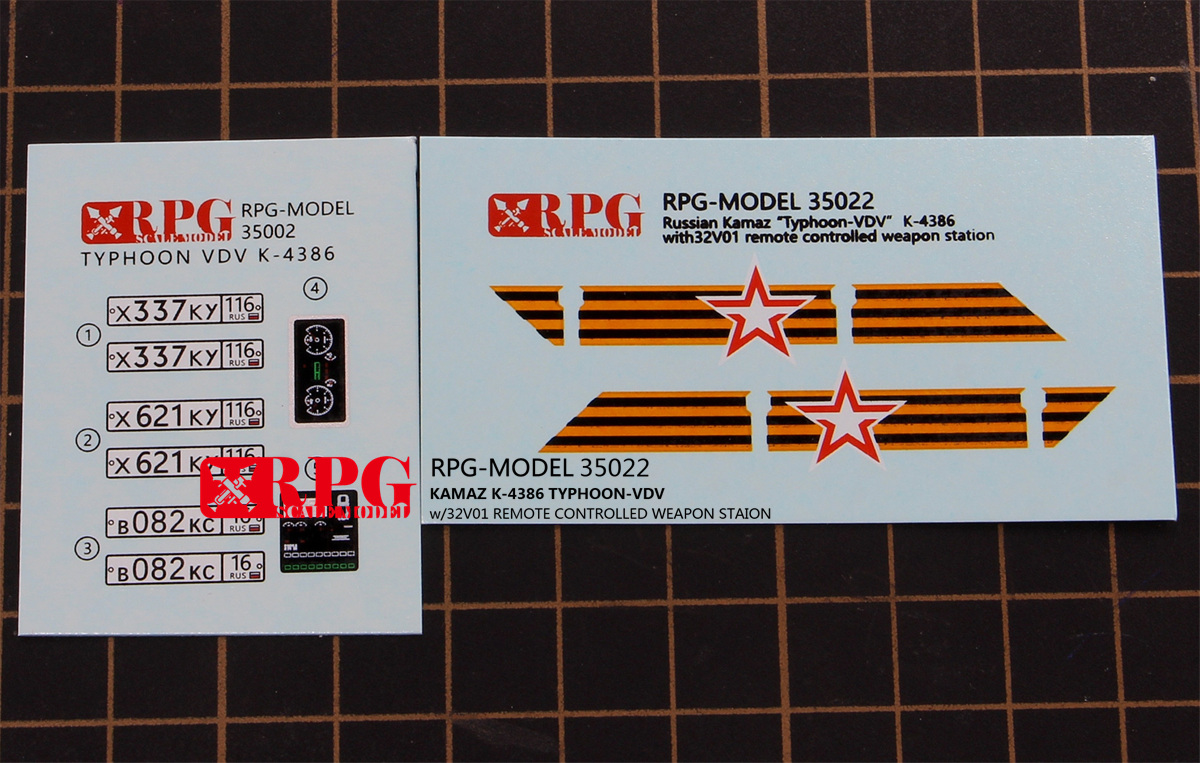 RPG
SCALE MODEL
RPG-MODEL
35002
TYPHOON VDV K-4386
①
х337ку 116
RUS
х337ку 116
RUS
②
х621ку 116
RUS
х621ку
③
в082кс
RUS
в082кс 16
RUS
④
RPG
SCALE MODEL
RPG-MODEL 35022
Russian Kamaz "Typhoon-VDV" K-4386
with32V01 remote controlled weapon station
RPG
SCALE MODEL
RPG-MODEL 35022
KAMAZ K-4386 TYPHOON-VDV
w/32V01 REMOTE CONTROLLED WEAPON STAION